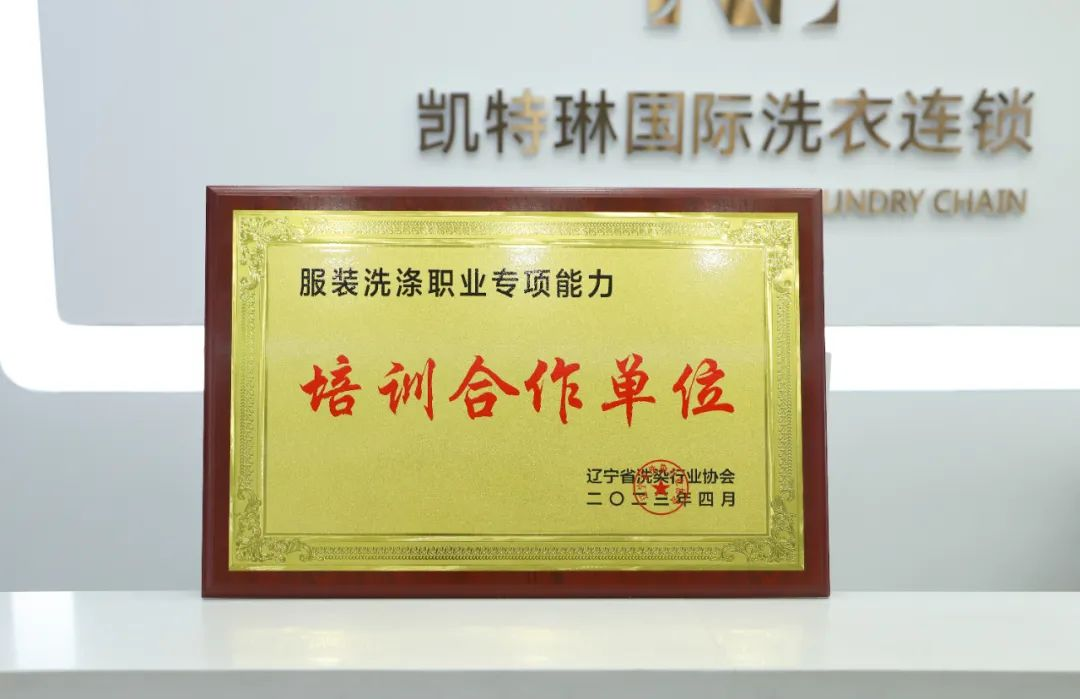 凯特琳国际洗衣连锁
UNDRY CHAIN
服装洗涤职业专项能力
培训合作单位
辽宁省洗染行业协会
二〇二三年四月